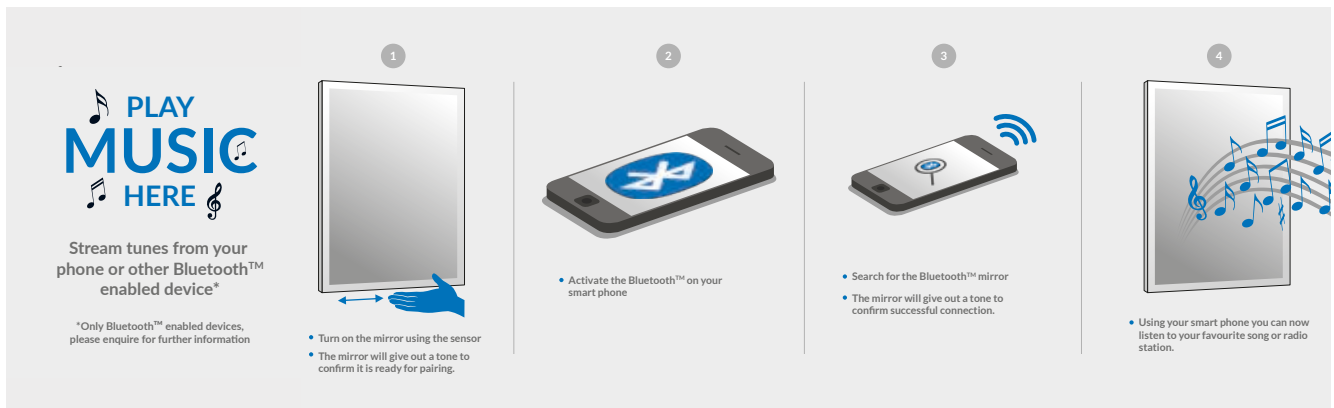 PLAY
MUSIC
HERE
Stream tunes from your
phone or other Bluetooth™
enabled device*
*Only Bluetooth™ enabled devices,
please enquire for further information
1
• Turn on the mirror using the sensor
• The mirror will give out a tone to
confirm it is ready for pairing.
2
• Activate the Bluetooth™ on your
smart phone
3
• Search for the Bluetooth™ mirror
• The mirror will give out a tone to
confirm successful connection.
4
• Using your smart phone you can now
listen to your favourite song or radio
station.